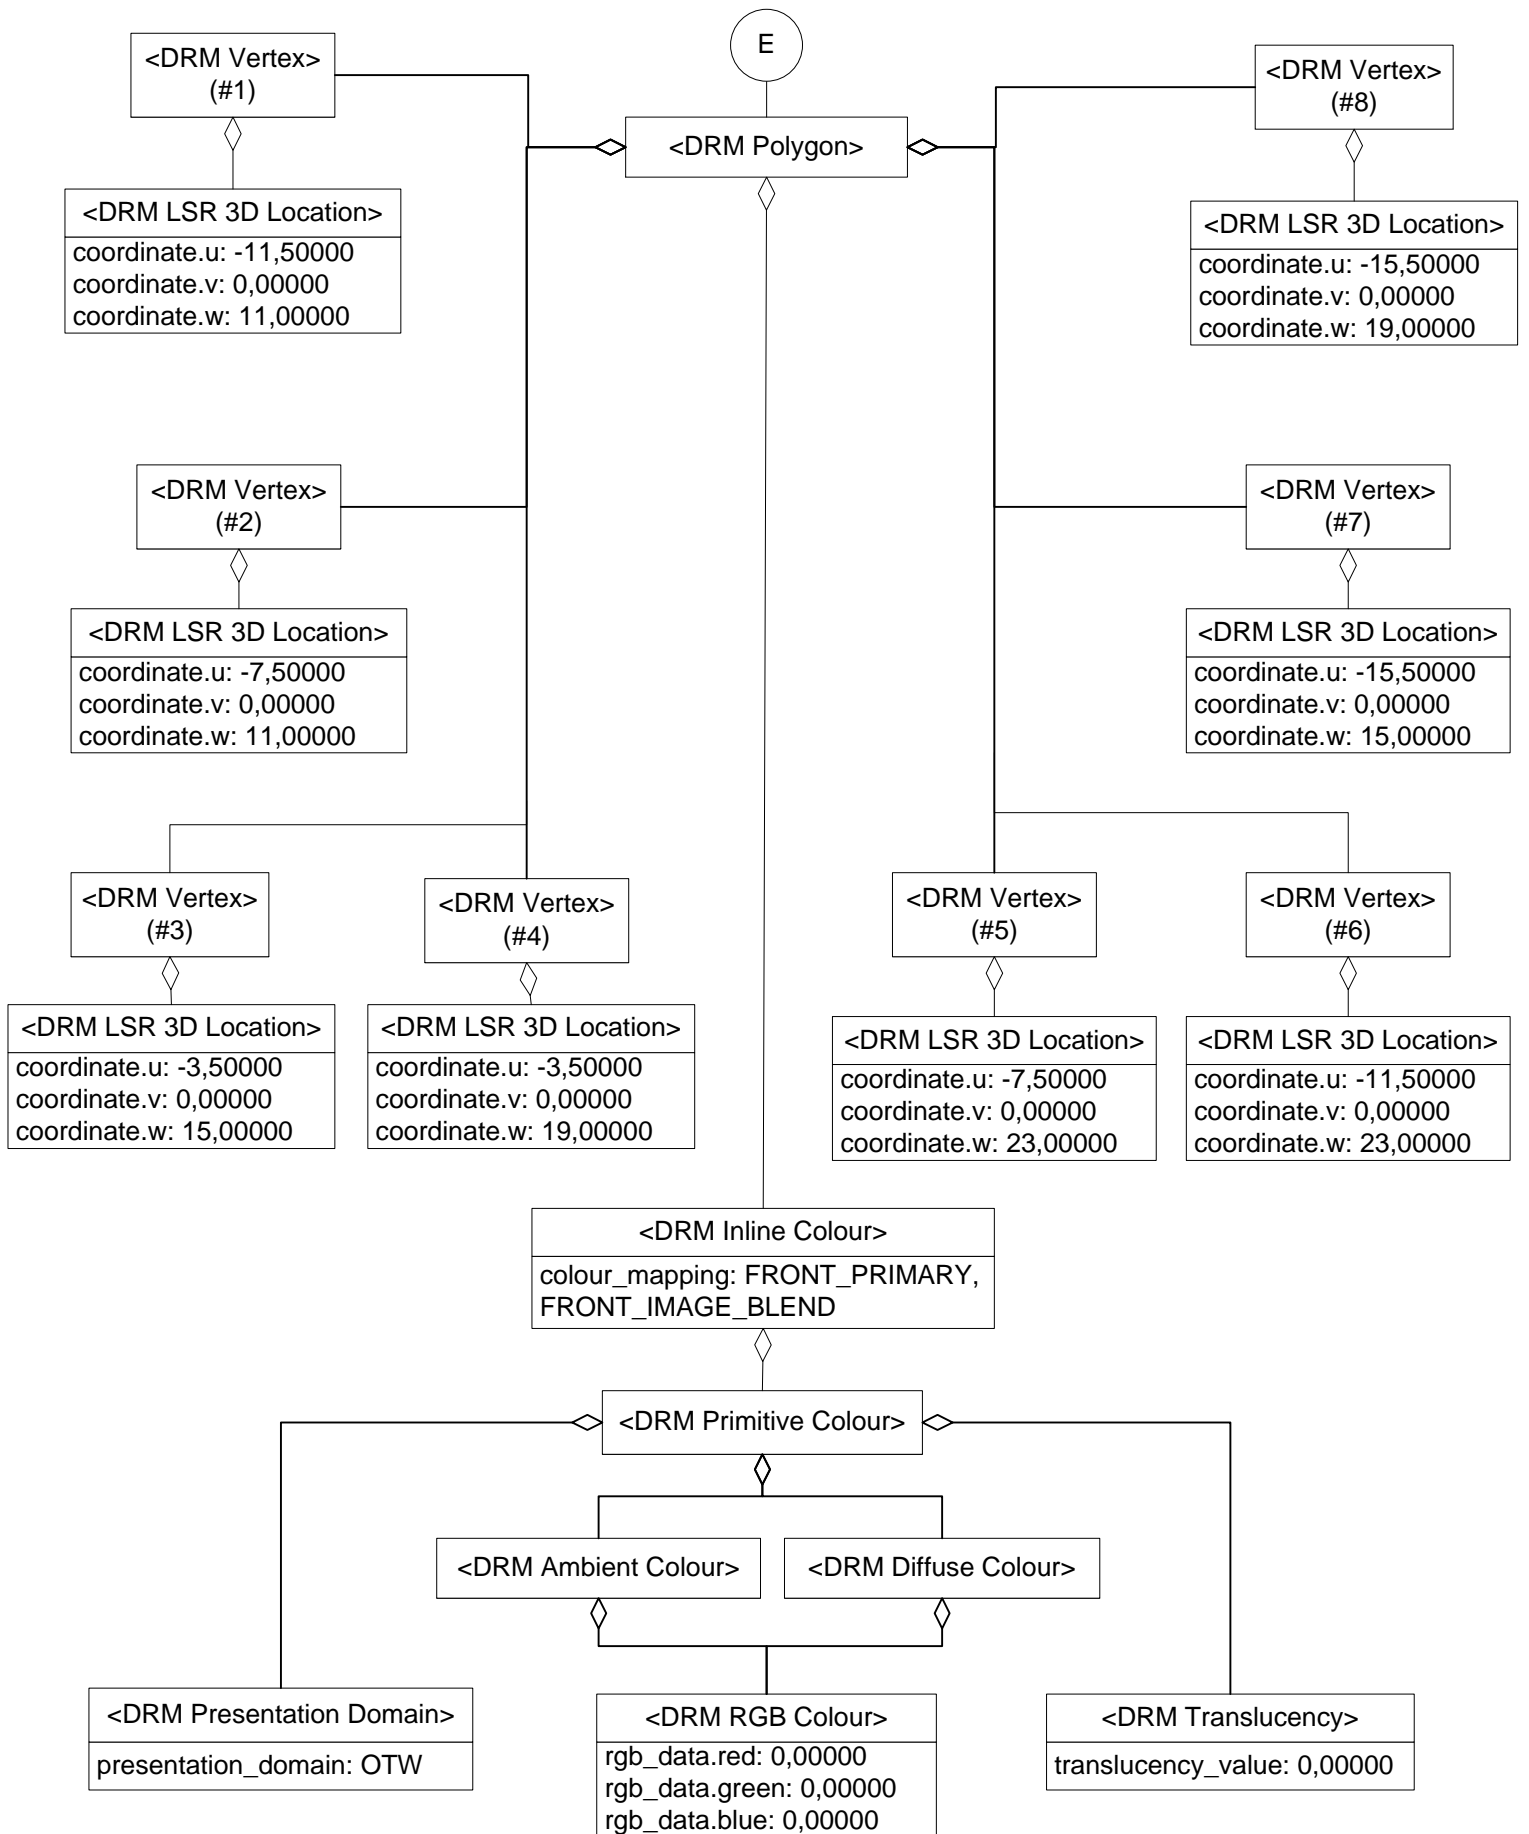 E
<DRM Vertex>
(#1)
<DRM Polygon>
<DRM Vertex>
(#8)
<DRM LSR 3D Location>
coordinate.u: -11,50000
coordinate.v: 0,00000
coordinate.w: 11,00000
<DRM LSR 3D Location>
coordinate.u: -15,50000
coordinate.v: 0,00000
coordinate.w: 19,00000
<DRM Vertex>
(#2)
<DRM Vertex>
(#7)
<DRM LSR 3D Location>
coordinate.u: -7,50000
coordinate.v: 0,00000
coordinate.w: 11,00000
<DRM LSR 3D Location>
coordinate.u: -15,50000
coordinate.v: 0,00000
coordinate.w: 15,00000
<DRM Vertex>
(#3)
<DRM Vertex>
(#4)
<DRM Vertex>
(#5)
<DRM Vertex>
(#6)
<DRM LSR 3D Location>
coordinate.u: -3,50000
coordinate.v: 0,00000
coordinate.w: 15,00000
<DRM LSR 3D Location>
coordinate.u: -3,50000
coordinate.v: 0,00000
coordinate.w: 19,00000
<DRM LSR 3D Location>
coordinate.u: -7,50000
coordinate.v: 0,00000
coordinate.w: 23,00000
<DRM LSR 3D Location>
coordinate.u: -11,50000
coordinate.v: 0,00000
coordinate.w: 23,00000
<DRM Inline Colour>
colour_mapping: FRONT_PRIMARY,
FRONT_IMAGE_BLEND
<DRM Primitive Colour>
<DRM Ambient Colour>
<DRM Diffuse Colour>
<DRM Presentation Domain>
presentation_domain: OTW
<DRM RGB Colour>
rgb_data.red: 0,00000
rgb_data.green: 0,00000
rgb_data.blue: 0,00000
<DRM Translucency>
translucency_value: 0,00000